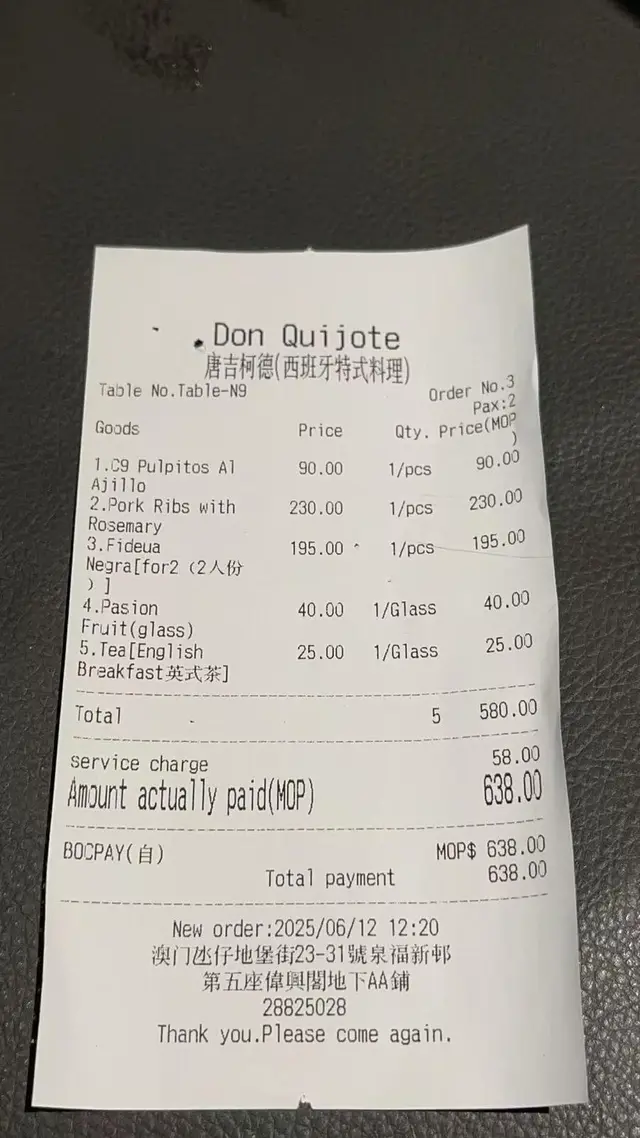 Don Quijote
唐吉柯德(西班牙特式料理)
Table No.Table-N9
Order No.3
Pax:2
Goods Price Qty. Price(MOP
)
1.C9 Pulpitos Al 90.00 1/pcs 90.00
Ajillo
2.Pork Ribs with 230.00 1/pcs 230.00
Rosemary
3.Fideua 195.00 1/pcs 195.00
Negra[for2（2人份
）]
4.Pasion 40.00 1/Glass 40.00
Fruit(glass)
5.Tea[English 25.00 1/Glass 25.00
Breakfast英式茶]
Total 5 580.00
service charge 58.00
Amount actually paid(MOP) 638.00
BOCPAY(自) MOP$ 638.00
Total payment 638.00
New order:2025/06/12 12:20
澳门氹仔地堡街23-31號泉福新邨
第五座偉興閣地下AA鋪
28825028
Thank you.Please come again.